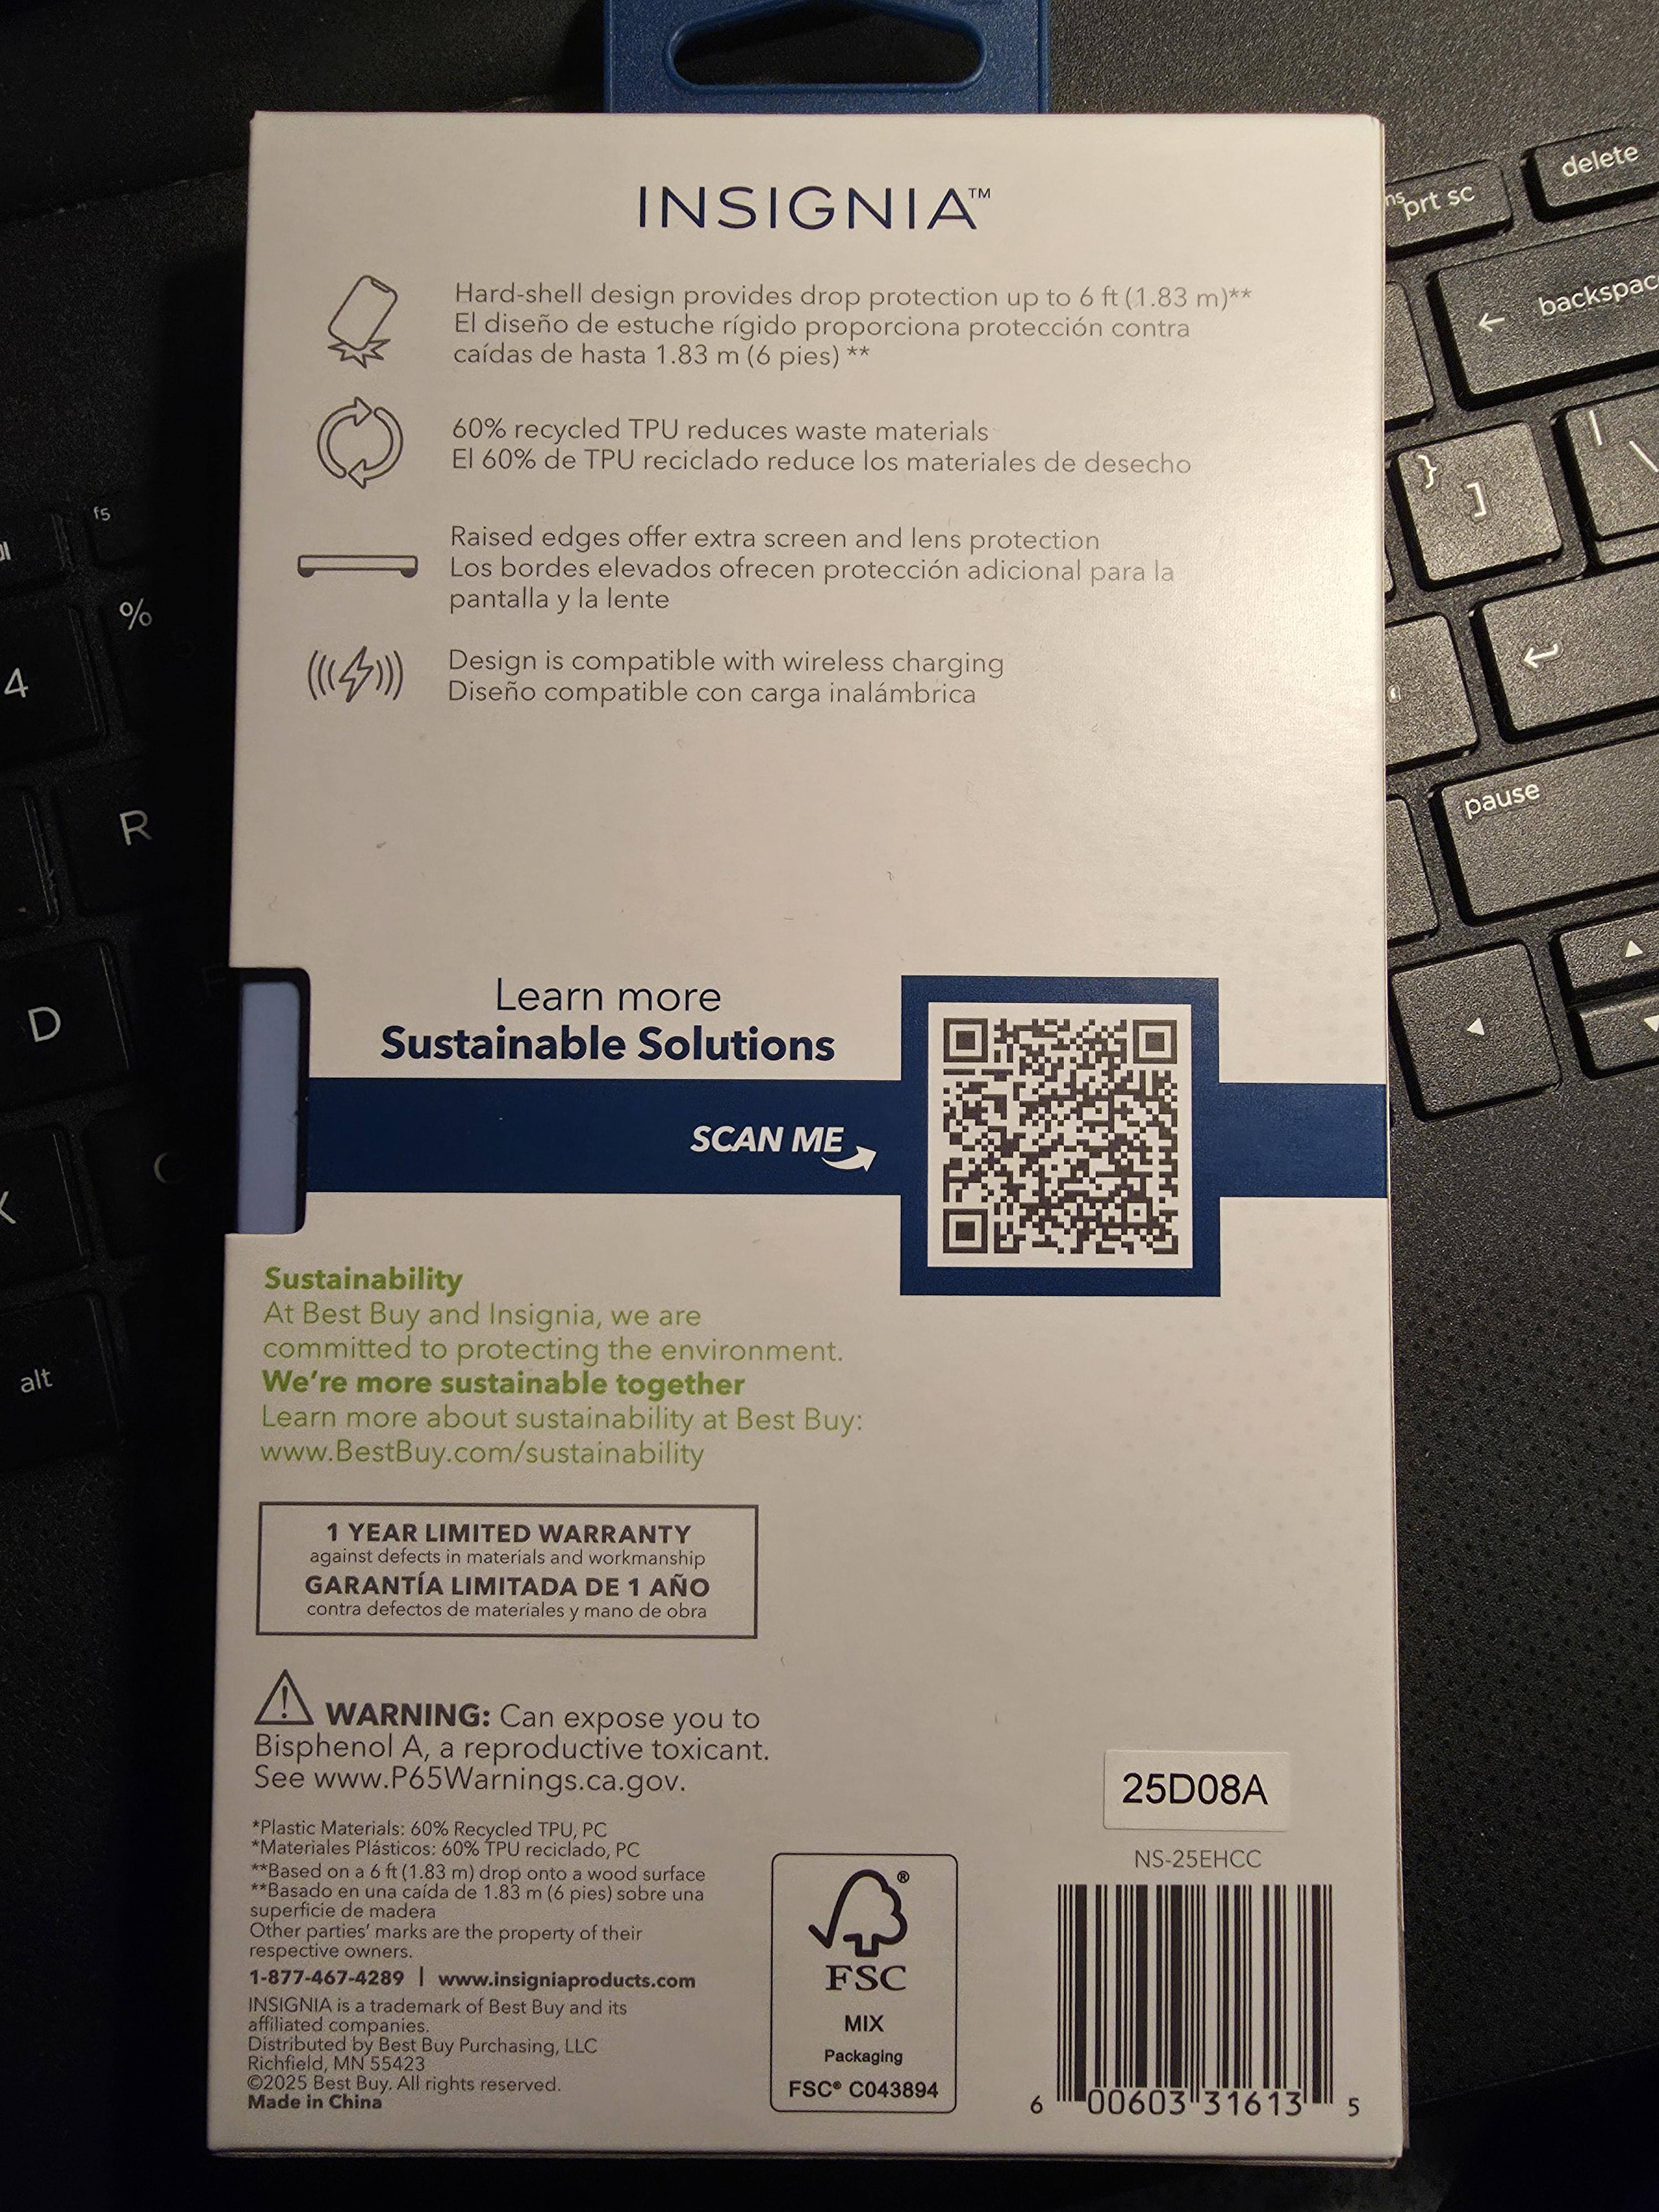 INSIGNIA™
Hard-shell design provides drop protection up to 6 ft (1.83 m)**
El diseño de estuche rígido proporciona protección contra
caídas de hasta 1.83 m (6 pies) **
60% recycled TPU reduces waste materials
El 60% de TPU reciclado reduce los materiales de desecho
Raised edges offer extra screen and lens protection
Los bordes elevados ofrecen protección adicional para la
pantalla y la lente
Design is compatible with wireless charging
Diseño compatible con carga inalámbrica
Learn more
Sustainable Solutions
SCAN ME
Sustainability
At Best Buy and Insignia, we are
committed to protecting the environment.
We're more sustainable together
Learn more about sustainability at Best Buy:
www.BestBuy.com/sustainability
1 YEAR LIMITED WARRANTY
against defects in materials and workmanship
GARANTÍA LIMITADA DE 1 AÑO
contra defectos de materiales y mano de obra
WARNING: Can expose you to
Bisphenol A, a reproductive toxicant.
See www.P65Warnings.ca.gov.
*Plastic Materials: 60% Recycled TPU, PC
*Materiales Plásticos: 60% TPU reciclado, PC
**Based on a 6 ft (1.83 m) drop onto a wood surface
**Basado en una caída de 1.83 m (6 pies) sobre una
superficie de madera
Other parties' marks are the property of their
respective owners.
1-877-467-4289 | www.insigniaproducts.com
INSIGNIA is a trademark of Best Buy and its
affiliated companies.
Distributed by Best Buy Purchasing, LLC
Richfield, MN 55423
©2025 Best Buy. All rights reserved.
Made in China
FSC®
MIX
Packaging
FSC® C043894
25D08A
NS-25EHCC
6 00603 31613 5
prt sc
delete
backspac
} ]
| \
pause
f5
%
4
R
D
alt